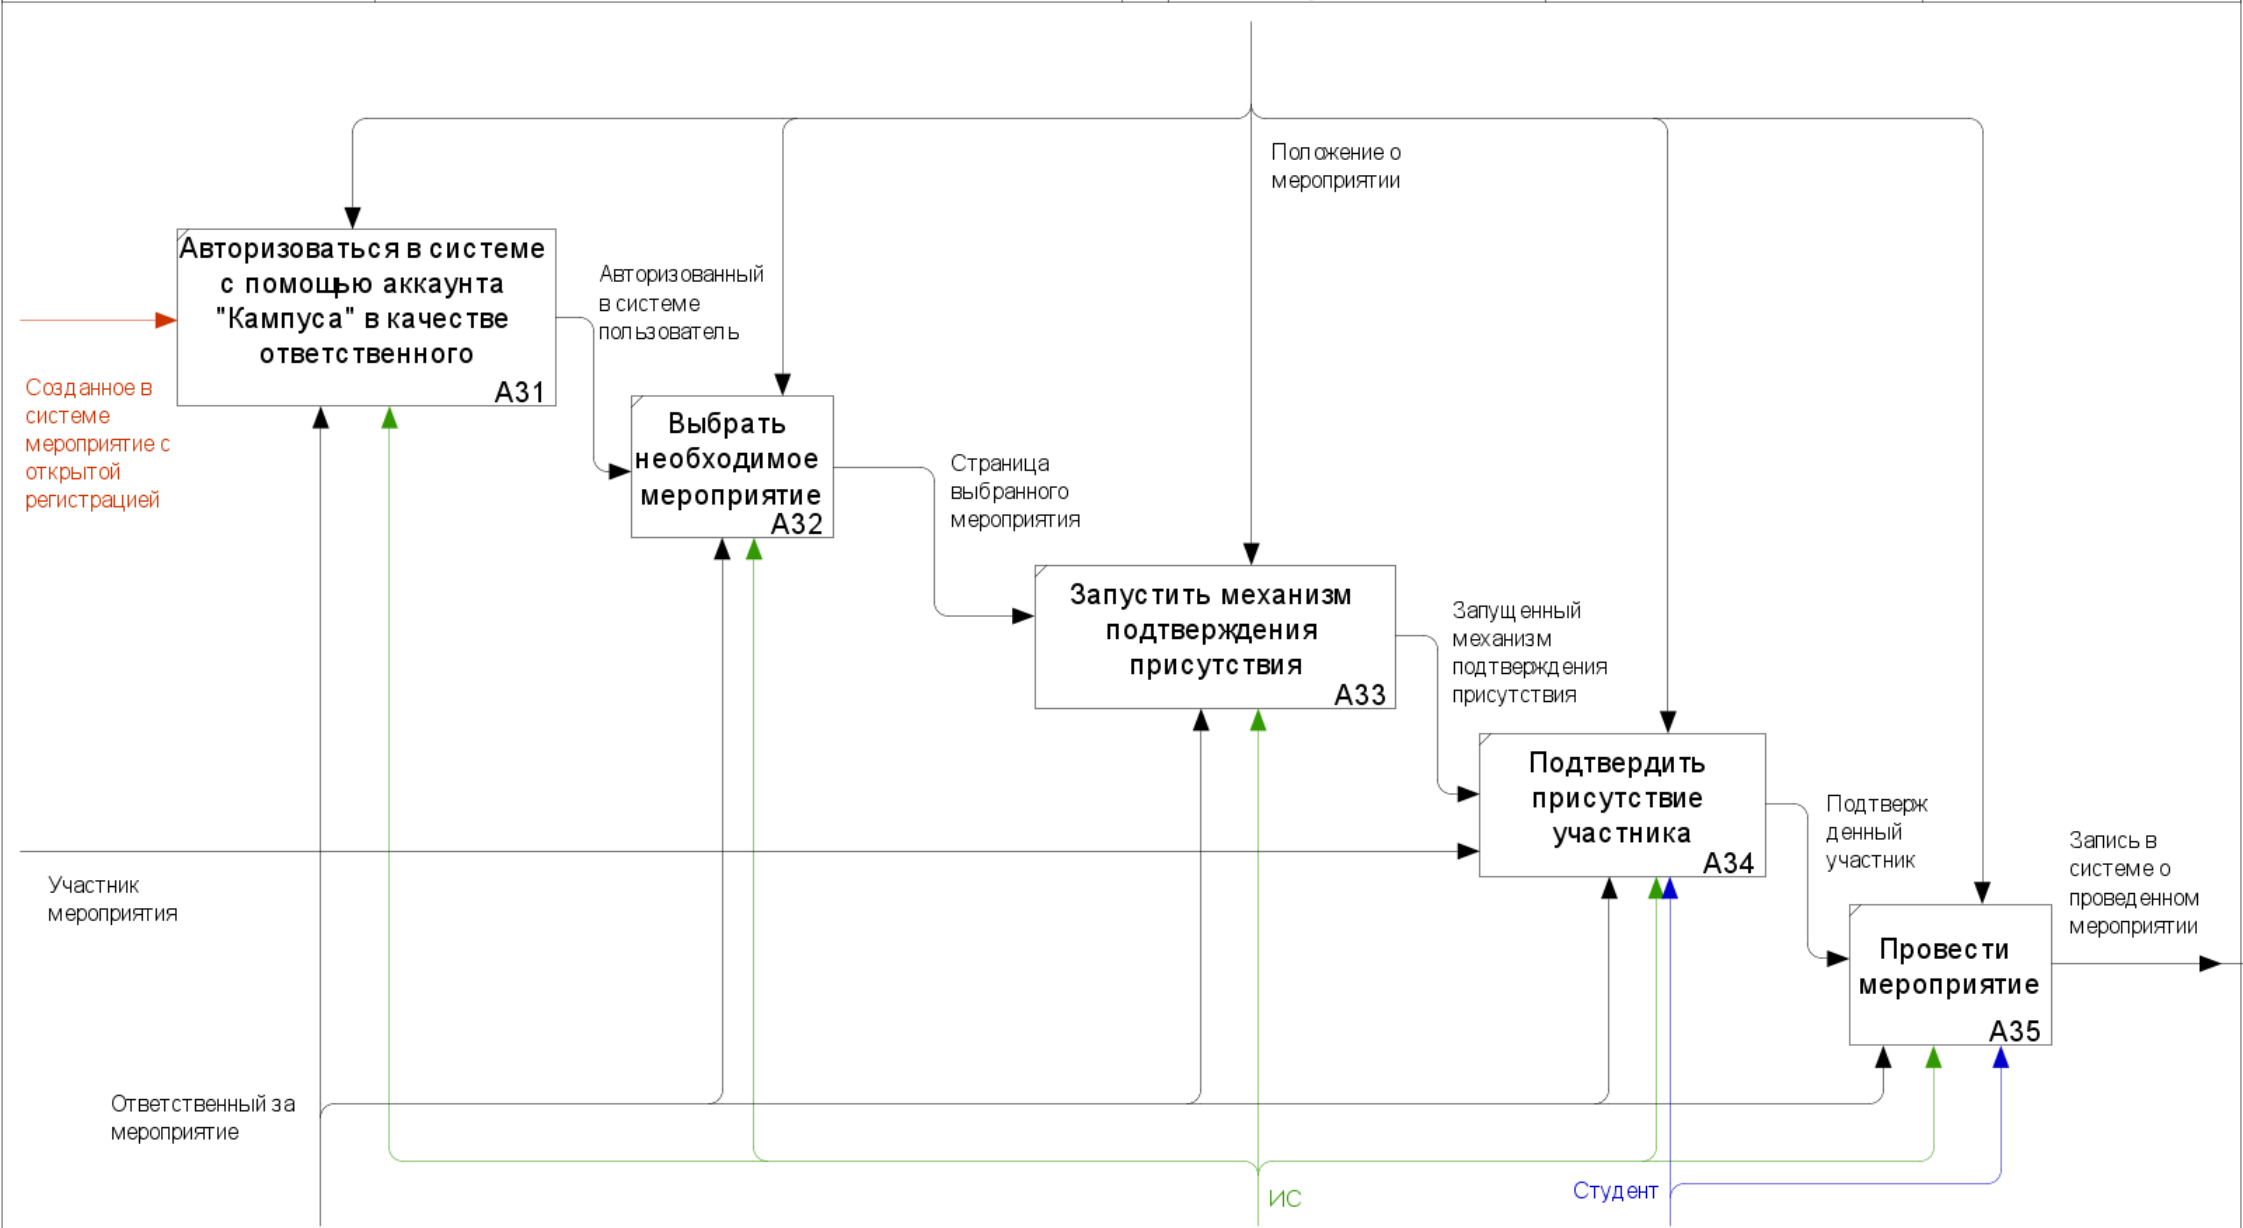 Положение о
мероприятии
Авторизоваться в системе
с помощью аккаунта
"Кампуса" в качестве
ответственного
A31
Авторизованный
в системе
пользователь
Созданное в
системе
мероприятие с
открытой
регистрацией
Выбрать
необходимое
мероприятие
A32
Страница
выбранного
мероприятия
Запустить механизм
подтверждения
присутствия
A33
Запущенный
механизм
подтверждения
присутствия
Подтвердить
присутствие
участника
A34
Подтверж
денный
участник
Запись в
системе о
проведенном
мероприятии
Участник
мероприятия
Провести
мероприятие
A35
Ответственный за
мероприятие
ИС
Студент